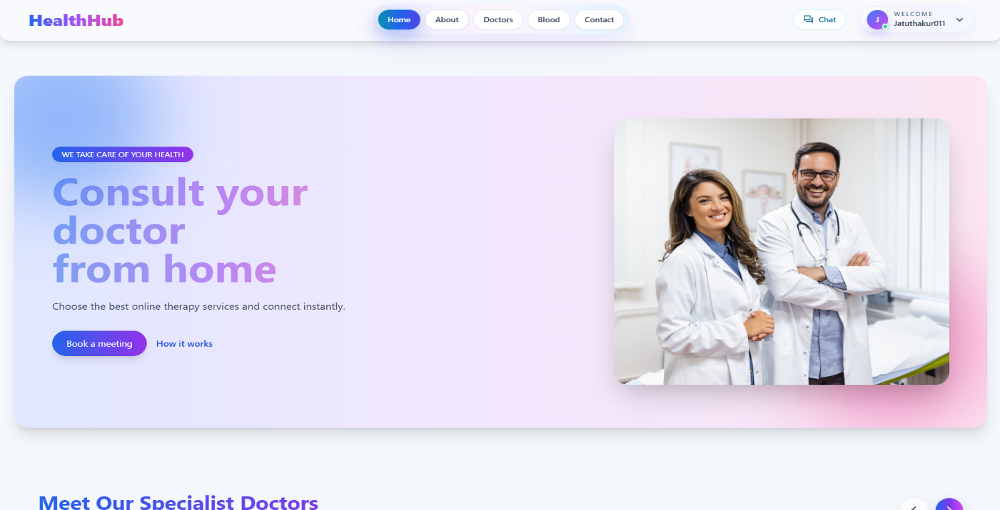 HealthHub
Home
About
Doctors
Blood
Contact
Chat
J
WELCOME
Jatuthakur011
WE TAKE CARE OF YOUR HEALTH
Consult your
doctor
from home
Choose the best online therapy services and connect instantly.
Book a meeting
How it works
Meet Our Specialist Doctors